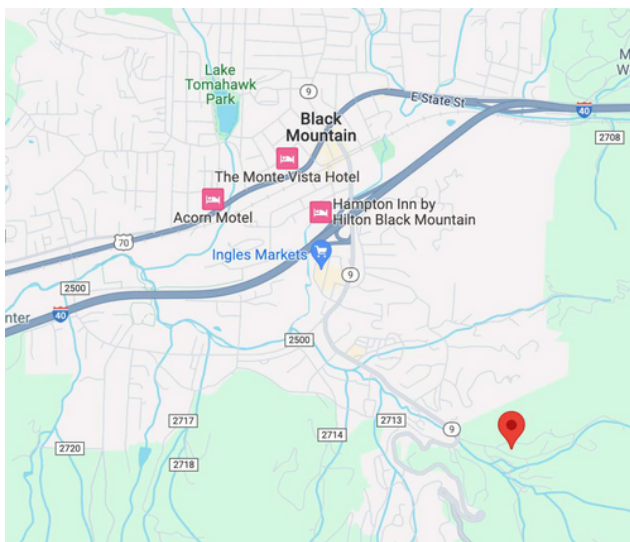 Lake
Tomahawk
Park
9
E State St
40
M
W
2708
Black
Mountain
The Monte Vista Hotel
Acorn Motel
Hampton Inn by
Hilton Black Mountain
70
Ingles Markets
9
2500
40
nter
2500
2717
2713
9
2714
2720
2718